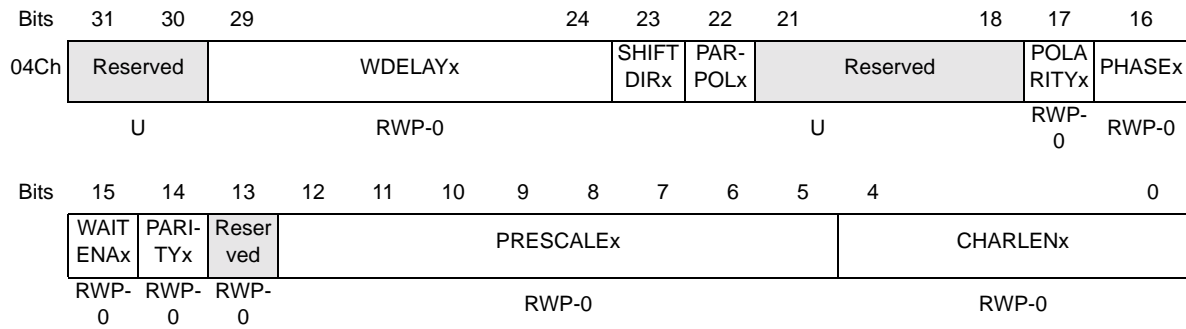 Bits 31 30 29 24 23 22 21 18 17 16
04Ch Reserved WDELAYx SHIFT DIRx PAR- POLx Reserved POLA RITYx PHASEx
U RWP-0 U RWP- 0 RWP-0
Bits 15 14 13 12 11 10 9 8 7 6 5 4 0
WAIT ENAx PARI- TYx Reser ved PRESCALEx CHARLENx
RWP- 0 RWP- 0 RWP- 0 RWP-0 RWP-0